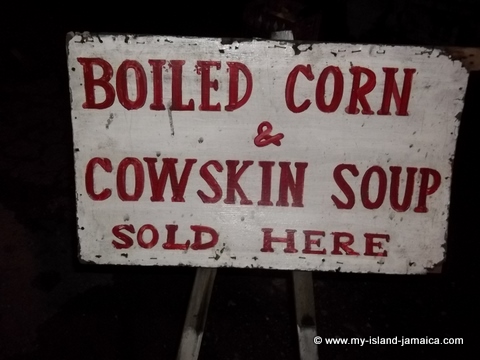 BOILED CORN
&
COWSKIN SOUP
SOLD HERE
© www.my-island-jamaica.com